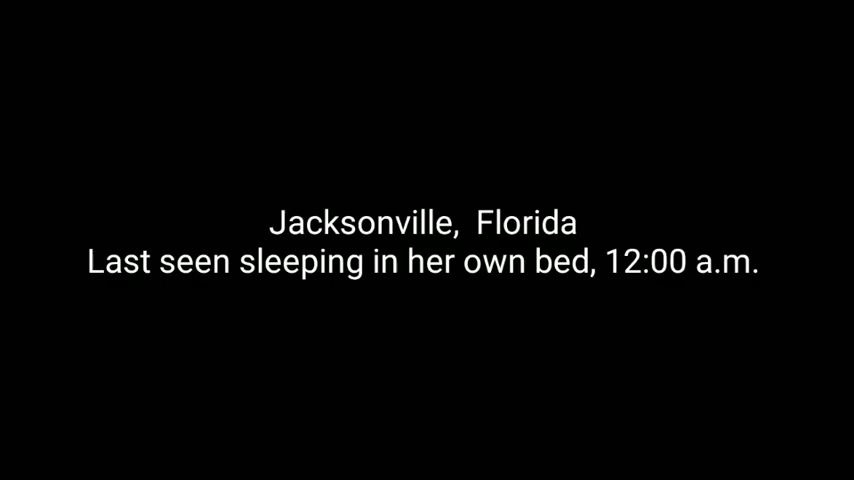 Jacksonville,  Florida
Last seen sleeping in her own bed, 12:00 a.m.